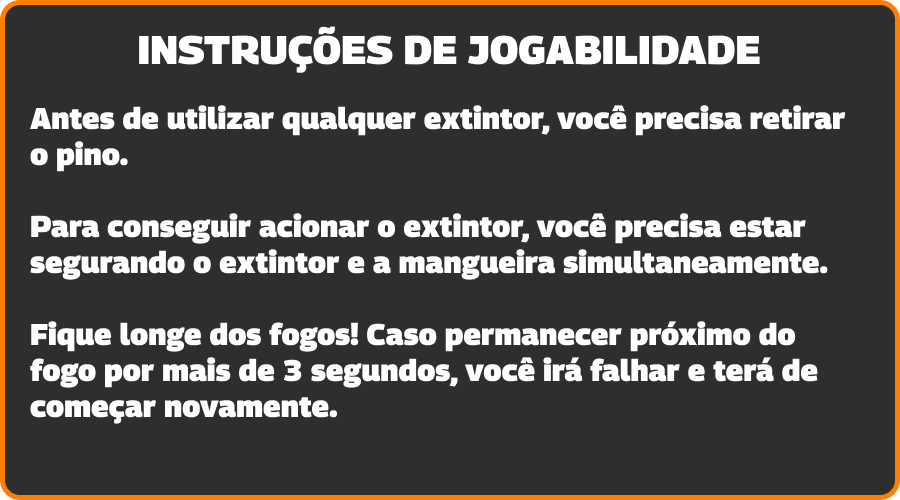 INSTRUÇÕES DE JOGABILIDADE
Antes de utilizar qualquer extintor, você precisa retirar
o pino.
Para conseguir acionar o extintor, você precisa estar
segurando o extintor e a mangueira simultaneamente.
Fique longe dos fogos! Caso permanecer próximo do
fogo por mais de 3 segundos, você irá falhar e terá de
começar novamente.